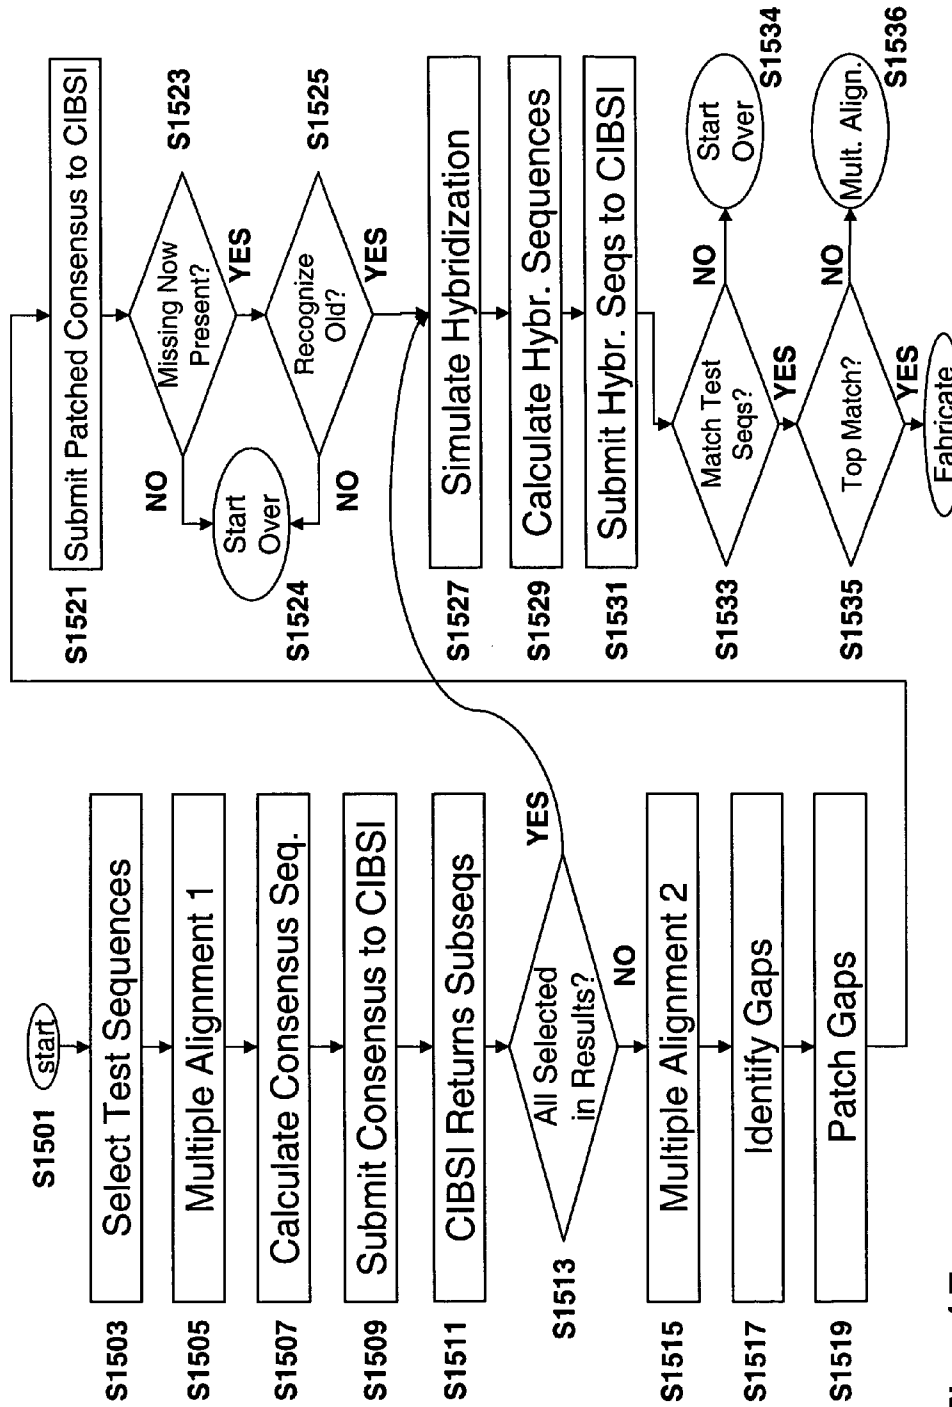 S1501
start
S1503
Select Test Sequences
S1505
Multiple Alignment 1
S1507
Calculate Consensus Seq.
S1509
Submit Consensus to CIBSI
S1511
CIBSI Returns Subseqs
S1513
All Selected
in Results?
YES
NO
S1515
Multiple Alignment 2
S1517
Identify Gaps
S1519
Patch Gaps
S1521
Submit Patched Consensus to CIBSI
S1523
Missing Now
Present?
NO
YES
S1524
Start
Over
S1525
Recognize
Old?
NO
YES
S1527
Simulate Hybridization
S1529
Calculate Hybr. Sequences
S1531
Submit Hybr. Seqs to CIBSI
S1533
Match Test
Seqs?
NO
YES
Start
Over
S1534
S1535
Top Match?
NO
YES
Mult. Align.
S1536
Fabricate